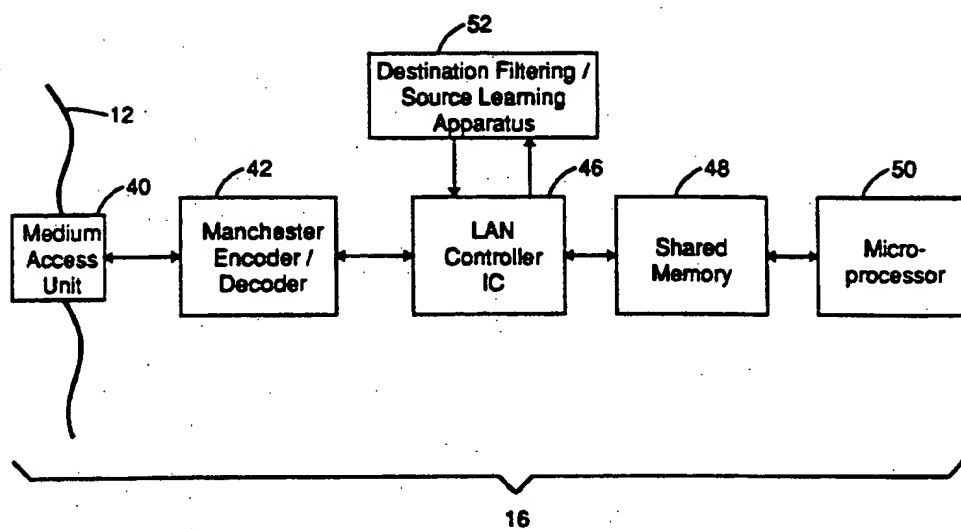 52
Destination Filtering /
Source Learning
Apparatus
12
40
Medium
Access
Unit
42
Manchester
Encoder /
Decoder
46
LAN
Controller
IC
48
Shared
Memory
50
Micro-
processor
16